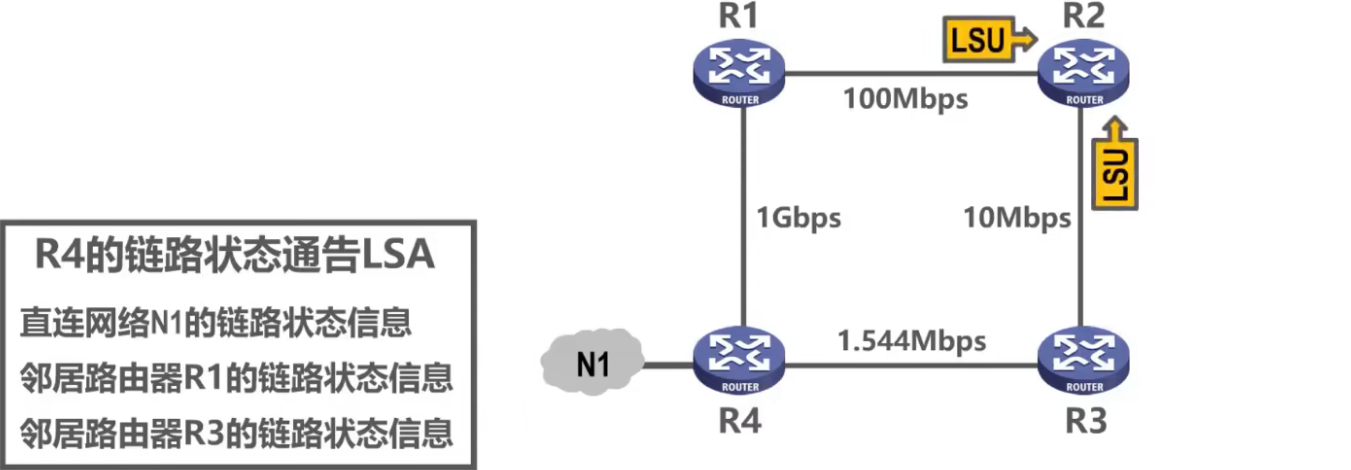 R1
R2
LSU
ROUTER
ROUTER
100Mbps
LSU
1Gbps
10Mbps
R4的链路状态通告LSA
直连网络N1的链路状态信息
邻居路由器R1的链路状态信息
邻居路由器R3的链路状态信息
1.544Mbps
N1
ROUTER
ROUTER
R4
R3